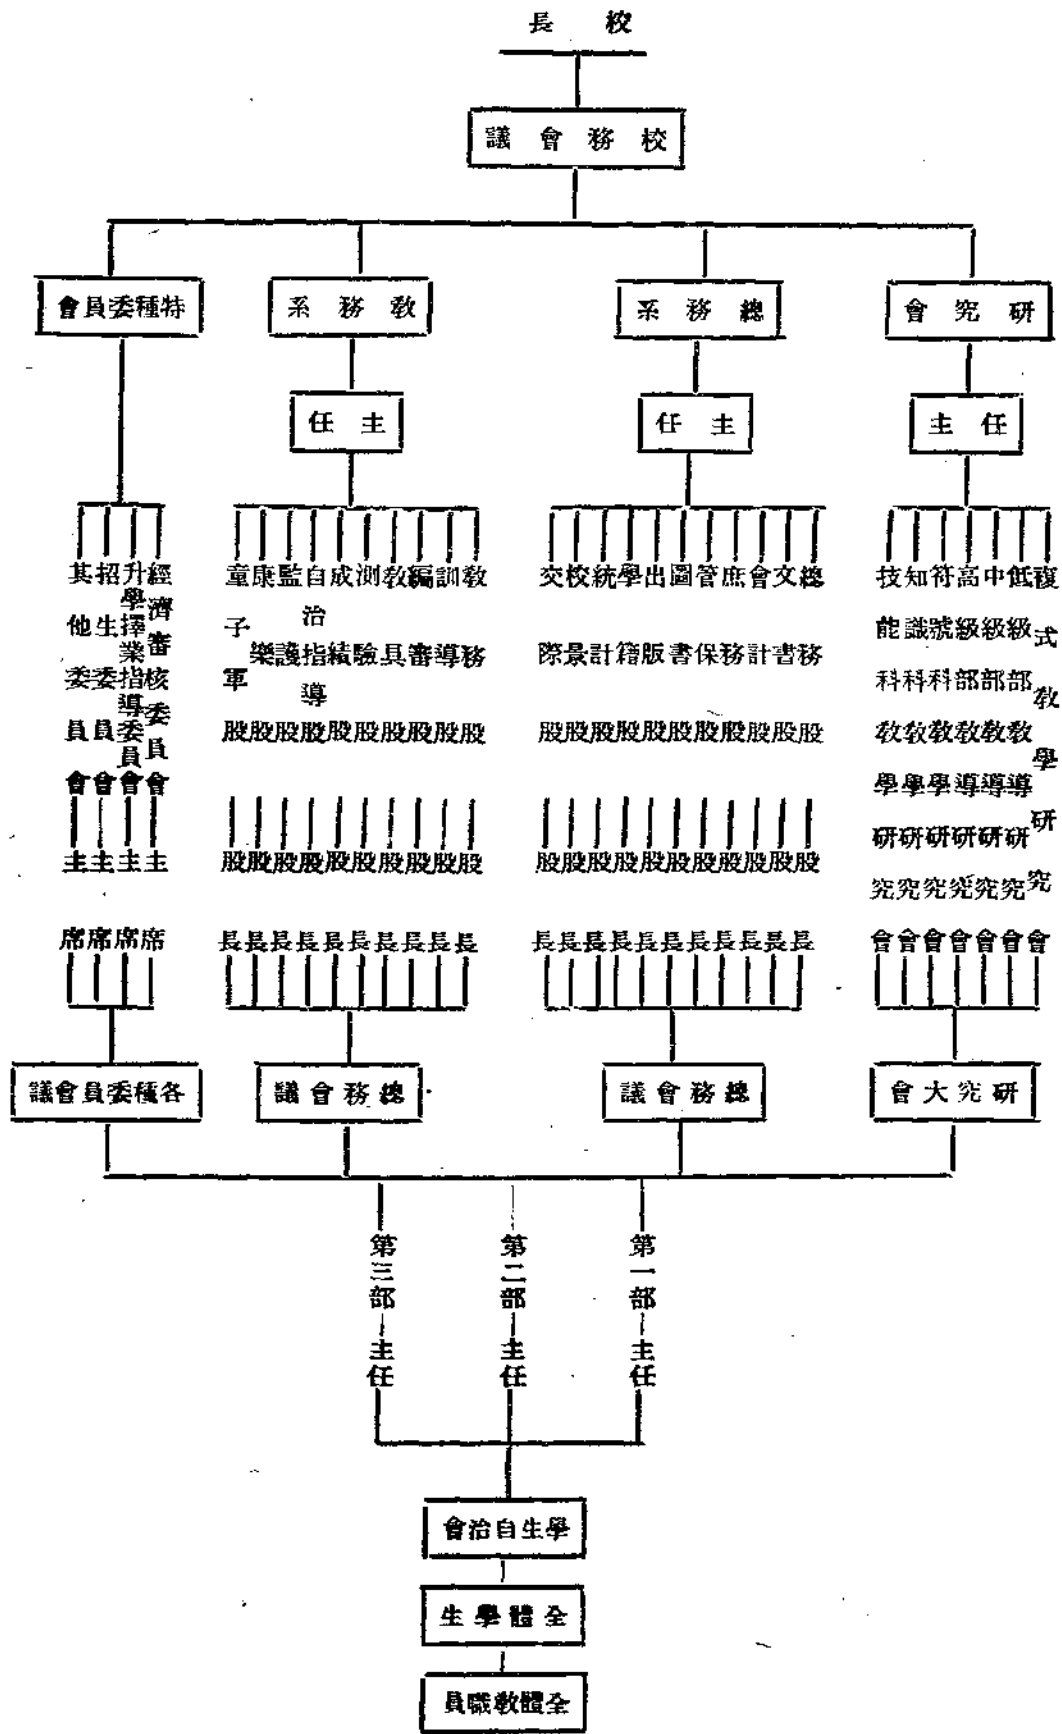 校長
校務會議
研究會
總務系
教務系
特種委員會
主任
主任
主任
複式教學研究會
低級部教導研究會
中級部教導研究會
高級部教導研究會
符號科教學研究會
知識科教學研究會
技能科教學研究會
總務股
文書股
會計股
庶務股
管保股
圖書股
出版股
學籍股
統計股
校景股
交際股
股長
股長
股長
股長
股長
股長
股長
股長
股長
股長
股長
教務股
訓導股
編審股
教具股
測驗股
成績股
自治指導股
監護股
康樂股
童子軍股
股長
股長
股長
股長
股長
股長
股長
股長
股長
股長
經濟審核委員會
升學擇業指導委員會
招生委員會
其他委員會
主席
主席
主席
主席
研究大會
總務會議
總務會議
各種委員會議
第一部主任
第二部主任
第三部主任
學生自治會
全體學生
全體教職員